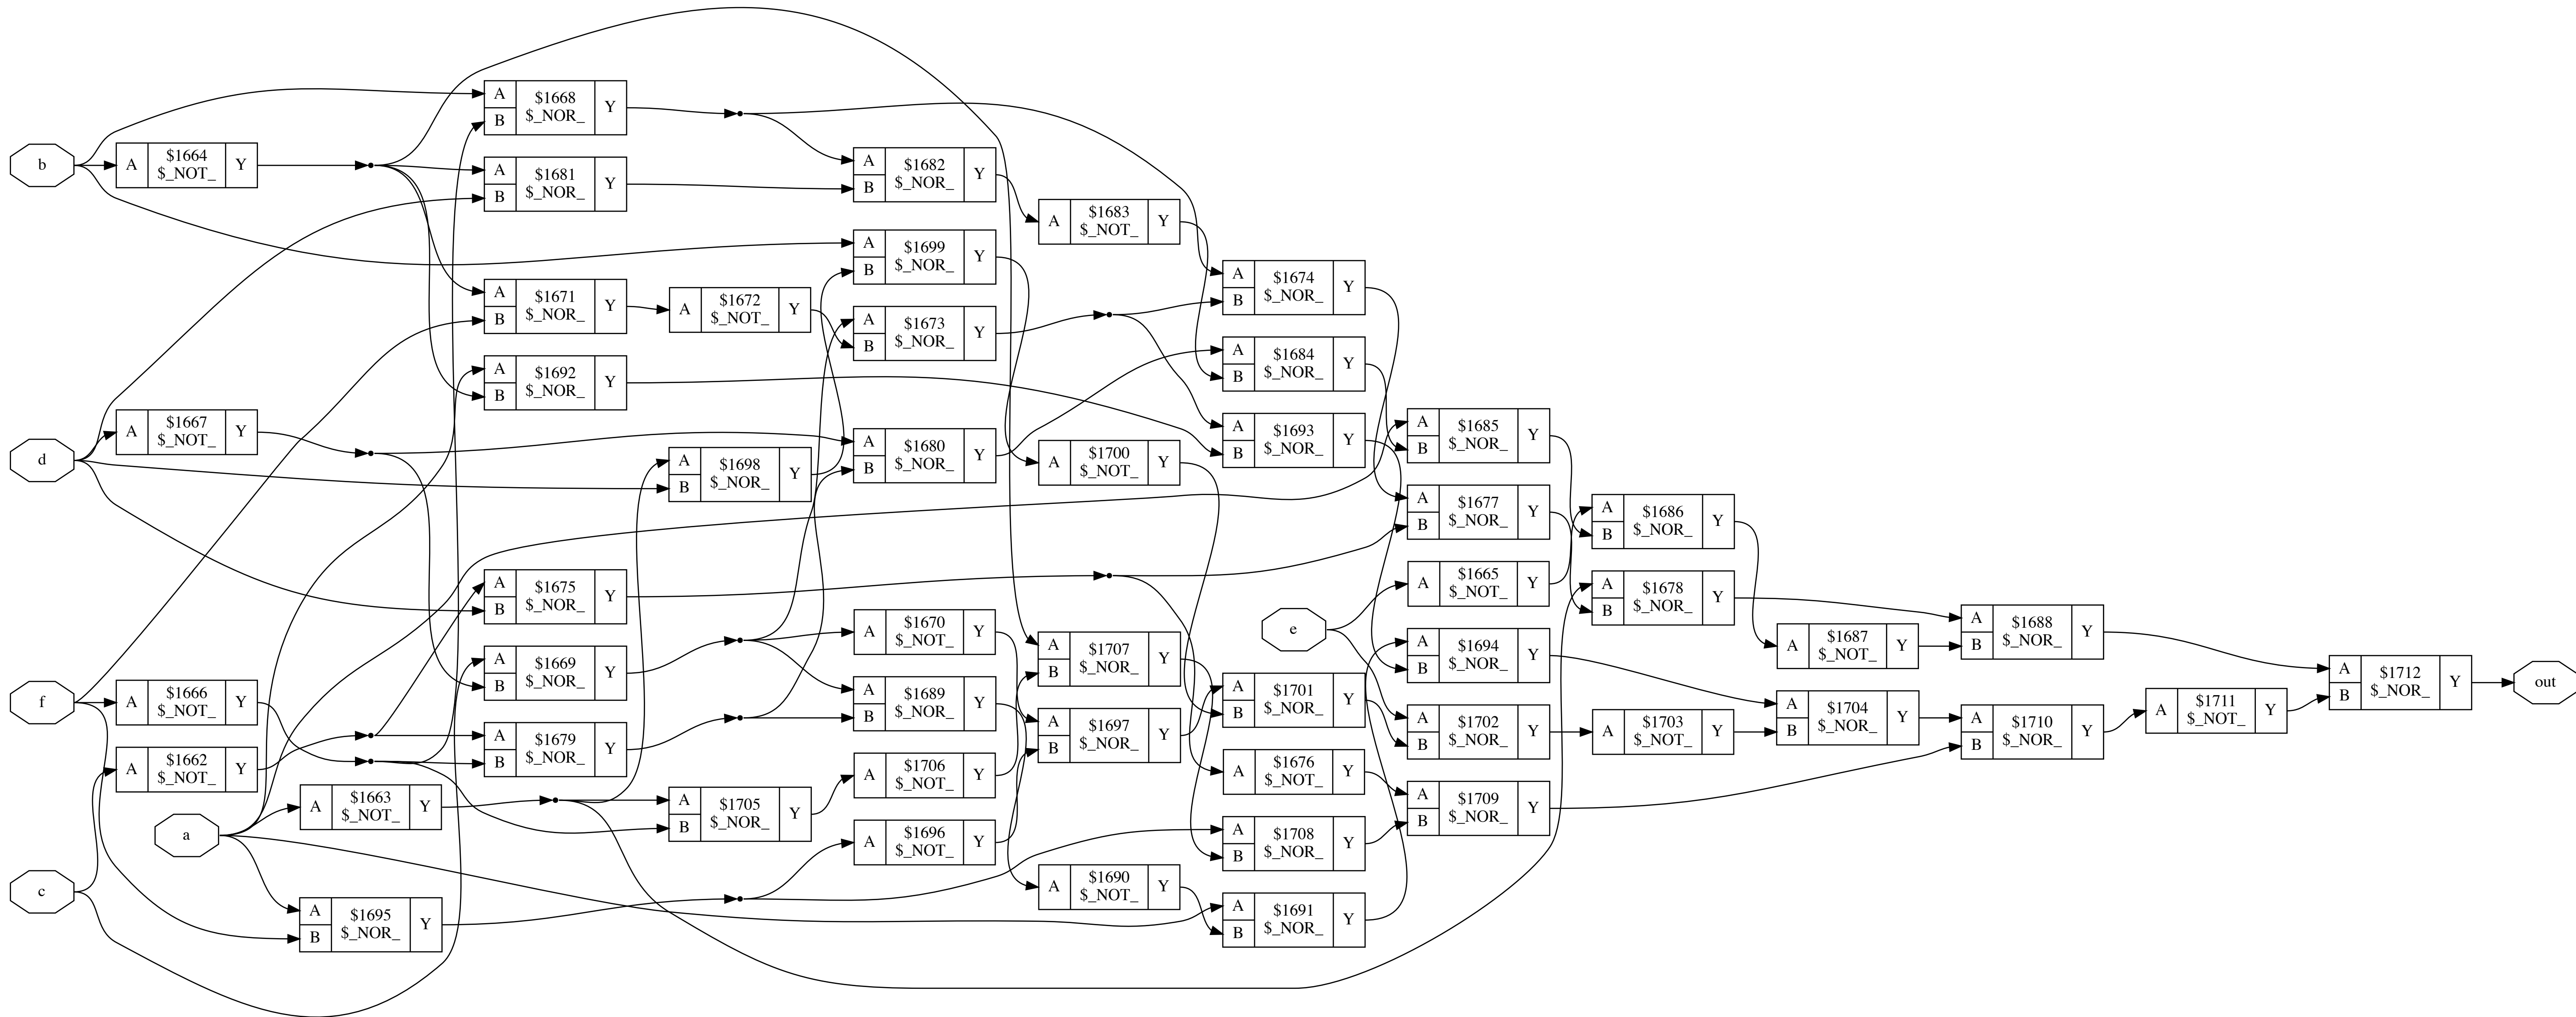 b
d
f
c
a
e
out
A $1664 $_NOT_ Y
A $1667 $_NOT_ Y
A $1666 $_NOT_ Y
A $1662 $_NOT_ Y
A $1663 $_NOT_ Y
A B $1695 $_NOR_ Y
A B $1668 $_NOR_ Y
A B $1681 $_NOR_ Y
A B $1671 $_NOR_ Y
A B $1692 $_NOR_ Y
A B $1675 $_NOR_ Y
A B $1669 $_NOR_ Y
A B $1679 $_NOR_ Y
A $1672 $_NOT_ Y
A B $1698 $_NOR_ Y
A B $1705 $_NOR_ Y
A B $1682 $_NOR_ Y
A B $1699 $_NOR_ Y
A B $1673 $_NOR_ Y
A B $1680 $_NOR_ Y
A $1670 $_NOT_ Y
A B $1689 $_NOR_ Y
A $1706 $_NOT_ Y
A $1696 $_NOT_ Y
A $1683 $_NOT_ Y
A $1700 $_NOT_ Y
A B $1707 $_NOR_ Y
A B $1697 $_NOR_ Y
A $1690 $_NOT_ Y
A B $1674 $_NOR_ Y
A B $1684 $_NOR_ Y
A B $1693 $_NOR_ Y
A B $1701 $_NOR_ Y
A $1676 $_NOT_ Y
A B $1708 $_NOR_ Y
A B $1691 $_NOR_ Y
A B $1685 $_NOR_ Y
A B $1677 $_NOR_ Y
A $1665 $_NOT_ Y
A B $1694 $_NOR_ Y
A B $1702 $_NOR_ Y
A B $1709 $_NOR_ Y
A B $1686 $_NOR_ Y
A B $1678 $_NOR_ Y
A $1703 $_NOT_ Y
A $1687 $_NOT_ Y
A B $1704 $_NOR_ Y
A B $1688 $_NOR_ Y
A B $1710 $_NOR_ Y
A $1711 $_NOT_ Y
A B $1712 $_NOR_ Y